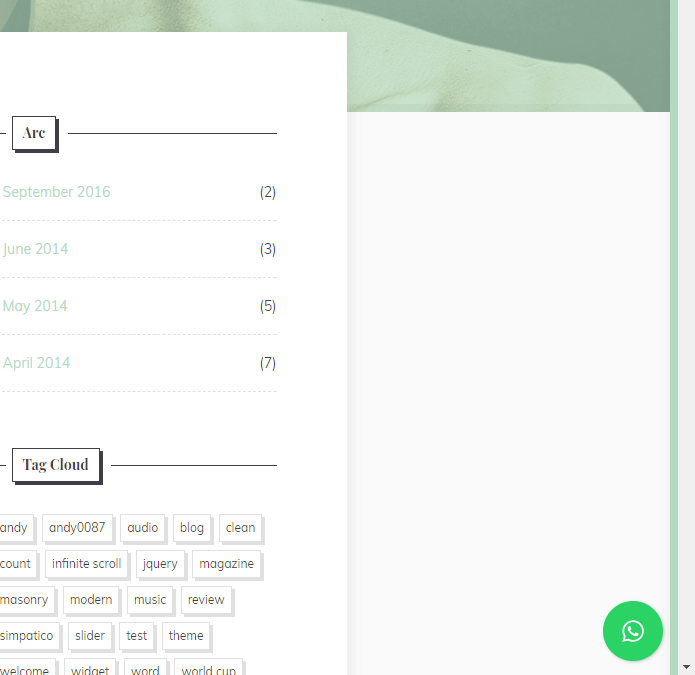 Arc
September 2016 (2)
June 2014 (3)
May 2014 (5)
April 2014 (7)
Tag Cloud
andy andy0087 audio blog clean
count infinite scroll jquery magazine
masonry modern music review
simpatico slider test theme
welcome widget word world cup